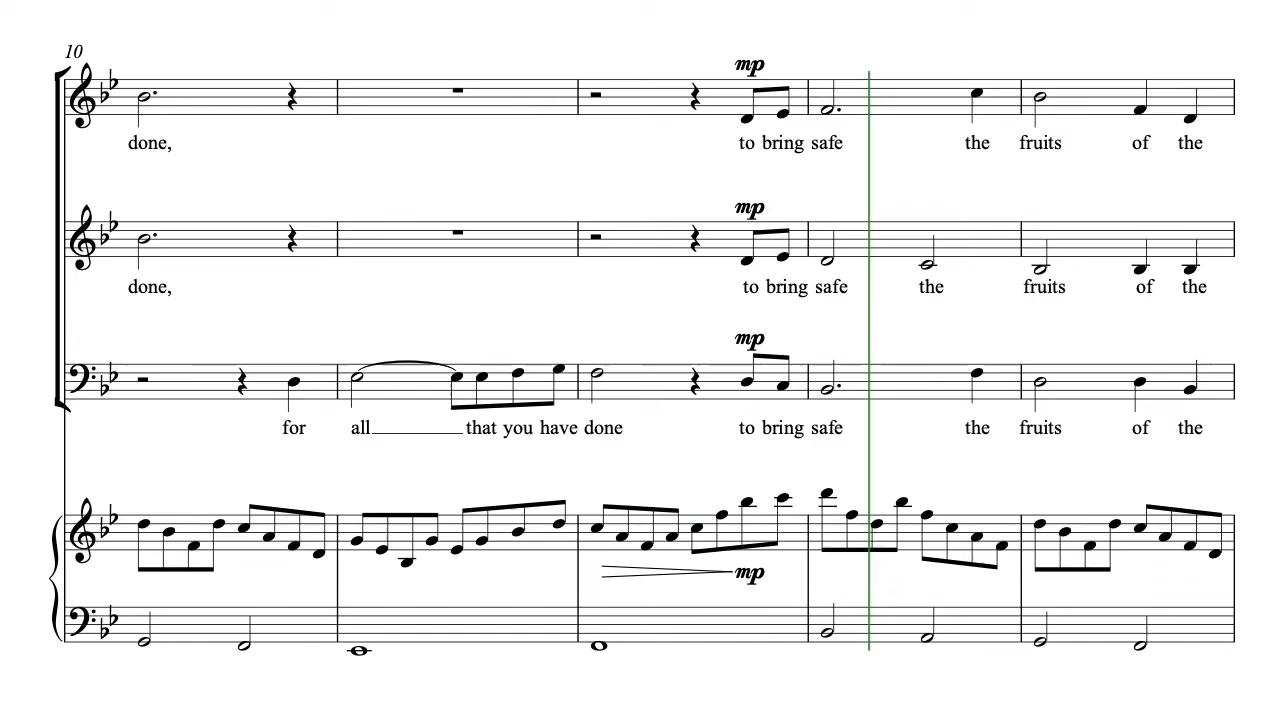 10
mp
done, to bring safe the fruits of the
mp
done, to bring safe the fruits of the
mp
for all that you have done to bring safe the fruits of the
mp